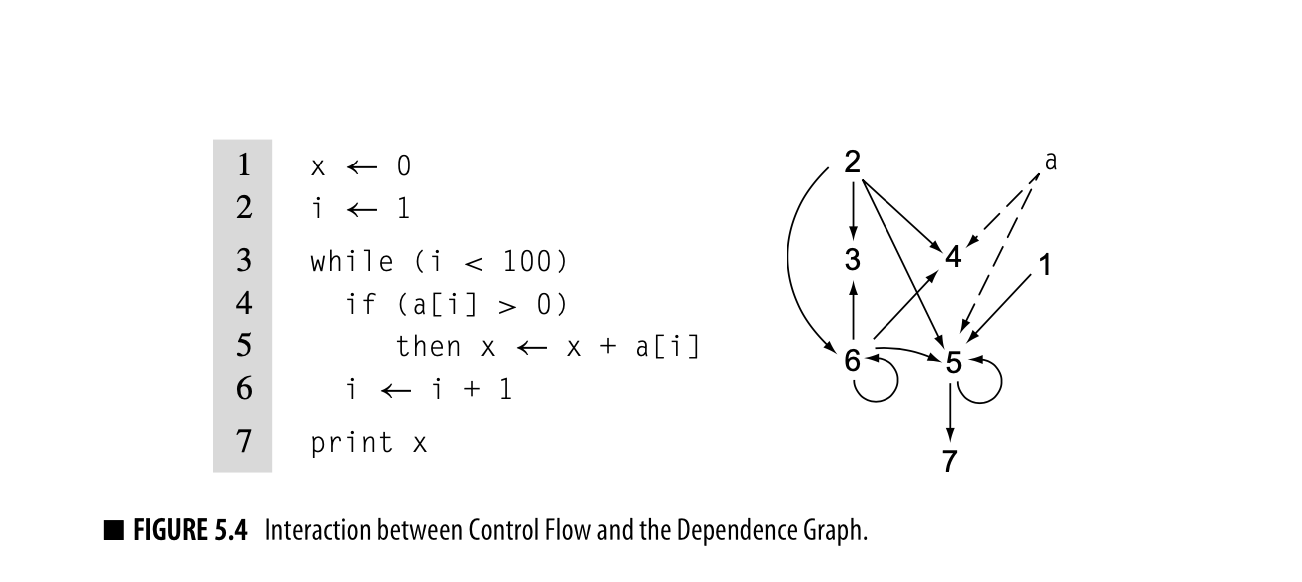 1 x ← 0
2 i ← 1
3 while (i < 100)
4 if (a[i] > 0)
5 then x ← x + a[i]
6 i ← i + 1
7 print x
2 a
3 4 1
6 5
7
■ FIGURE 5.4 Interaction between Control Flow and the Dependence Graph.